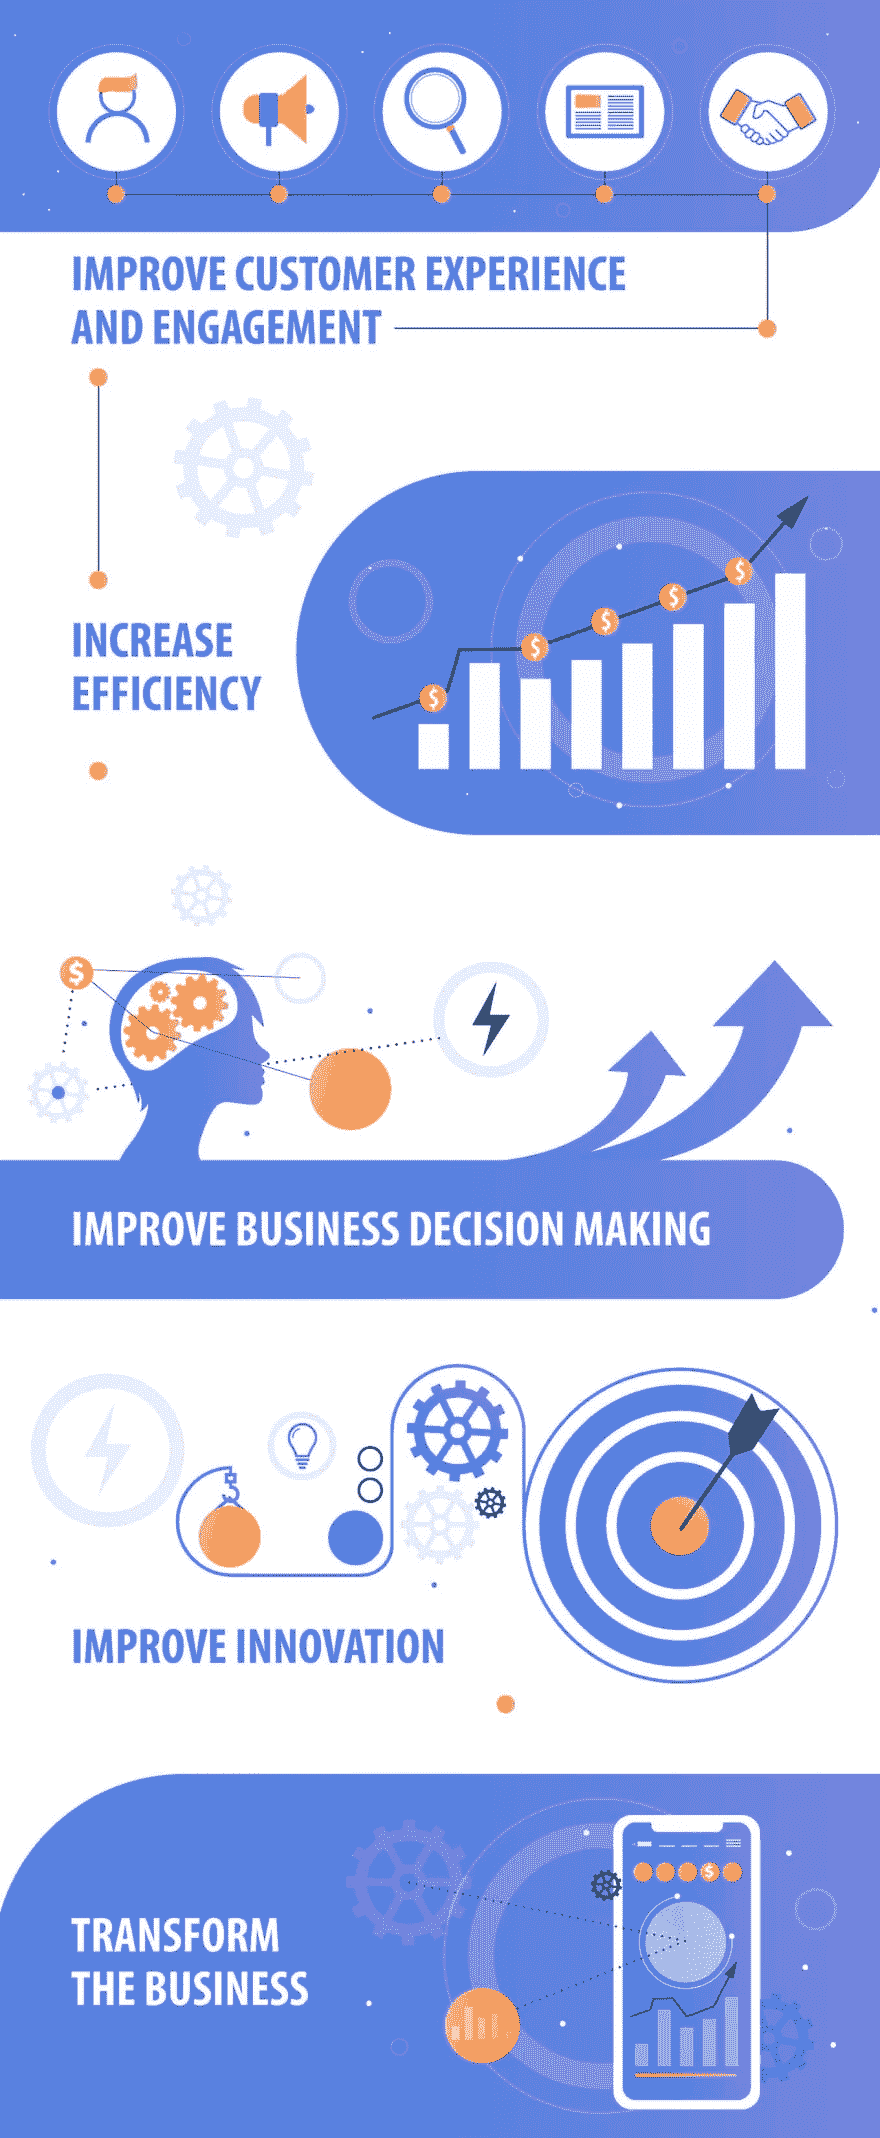 IMPROVE CUSTOMER EXPERIENCE
AND ENGAGEMENT
$
$
$
$
$
INCREASE
EFFICIENCY
$
IMPROVE BUSINESS DECISION MAKING
IMPROVE INNOVATION
$
TRANSFORM
THE BUSINESS